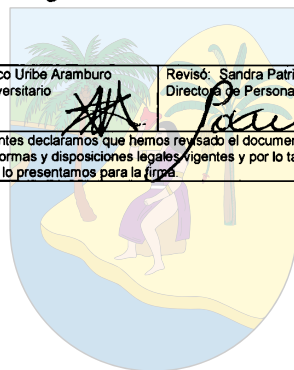 co Uribe Aramburo
versitario
Revisó: Sandra Patri
Directora de Persona
ntes declaramos que hemos revisado el documen
ormas y disposiciones legales vigentes y por lo ta
lo presentamos para la firma.